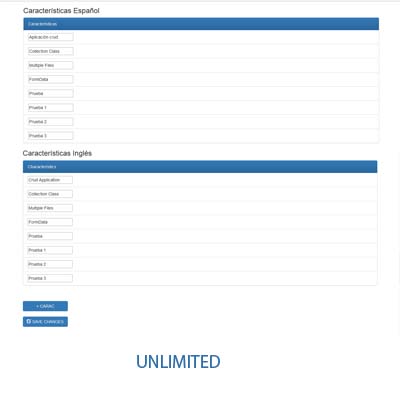 Características Español
Características
Aplicación crud
Collection Class
Multiple Files
FormData
Prueba
Prueba 1
Prueba 2
Prueba 3
Características Inglés
Characteristics
Crud Application
Collection Class
Multiple Files
FormData
Prueba
Prueba 1
Prueba 2
Prueba 3
+ CARAC
SAVE CHANGES
UNLIMITED